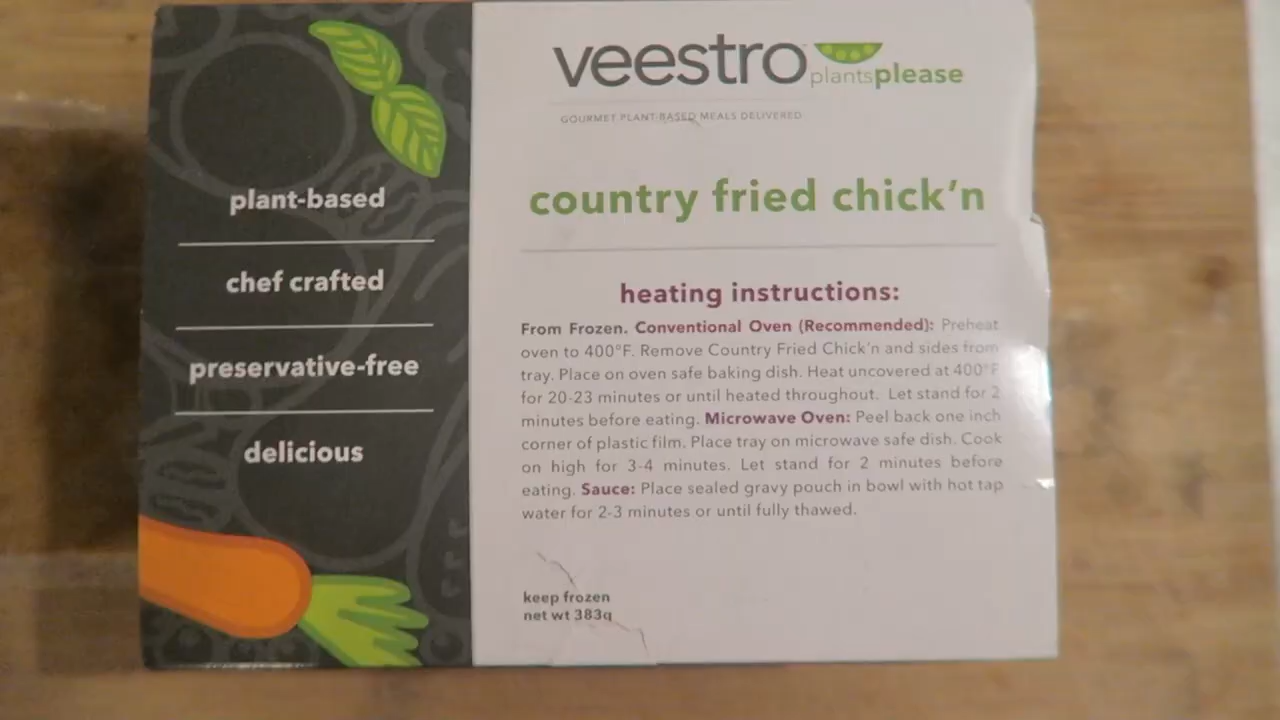 plant-based
chef crafted
preservative-free
delicious
veestro
plantsplease
GOURMET PLANT-BASED MEALS DELIVERED
country fried chick'n
heating instructions:
From Frozen. Conventional Oven (Recommended): Preheat
oven to 400°F. Remove Country Fried Chick'n and sides from
tray. Place on oven safe baking dish. Heat uncovered at 400°F
for 20-23 minutes or until heated throughout. Let stand for 2
minutes before eating. Microwave Oven: Peel back one inch
corner of plastic film. Place tray on microwave safe dish. Cook
on high for 3-4 minutes. Let stand for 2 minutes before
eating. Sauce: Place sealed gravy pouch in bowl with hot tap
water for 2-3 minutes or until fully thawed.
keep frozen
net wt 383g